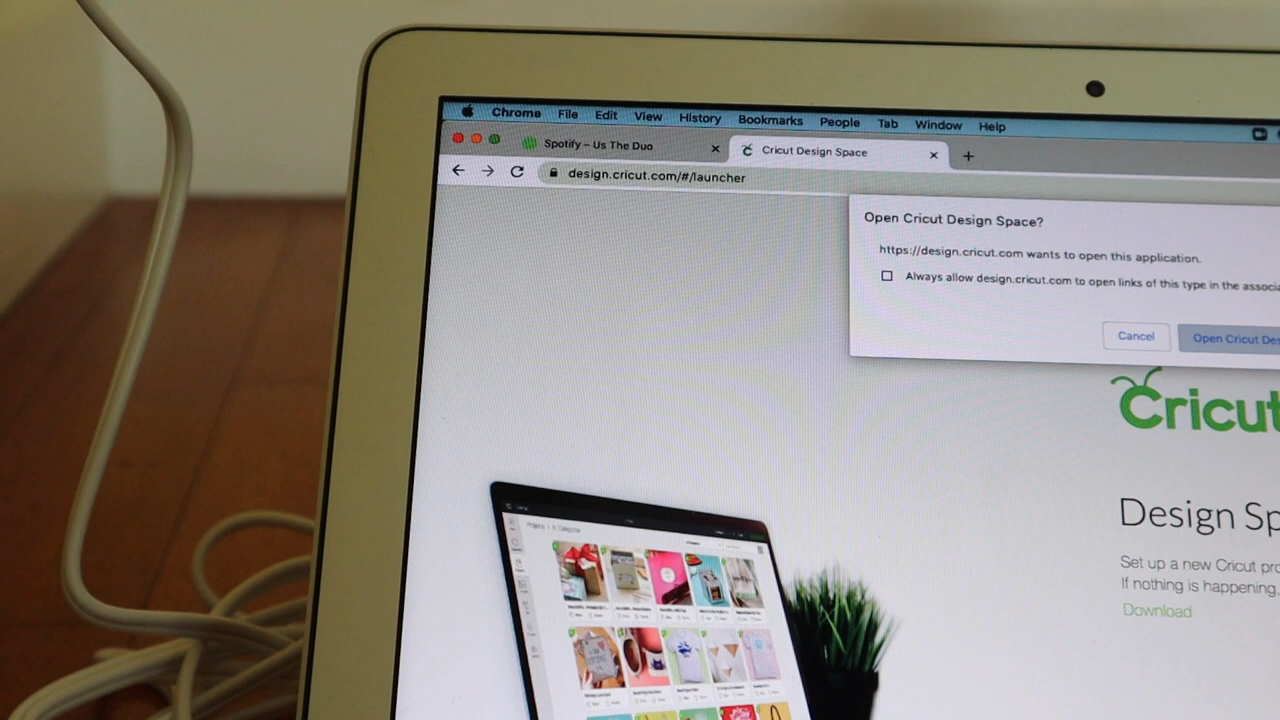 Chrome File Edit View History Bookmarks People Tab Window Help
Spotify – Us The Duo
Cricut Design Space
design.cricut.com/#/launcher
Open Cricut Design Space?
https://design.cricut.com wants to open this application.
Always allow design.cricut.com to open links of this type in the associa
Cancel
Open Cricut Des
Cricut
Design Sp
Set up a new Cricut pro
If nothing is happening.
Download